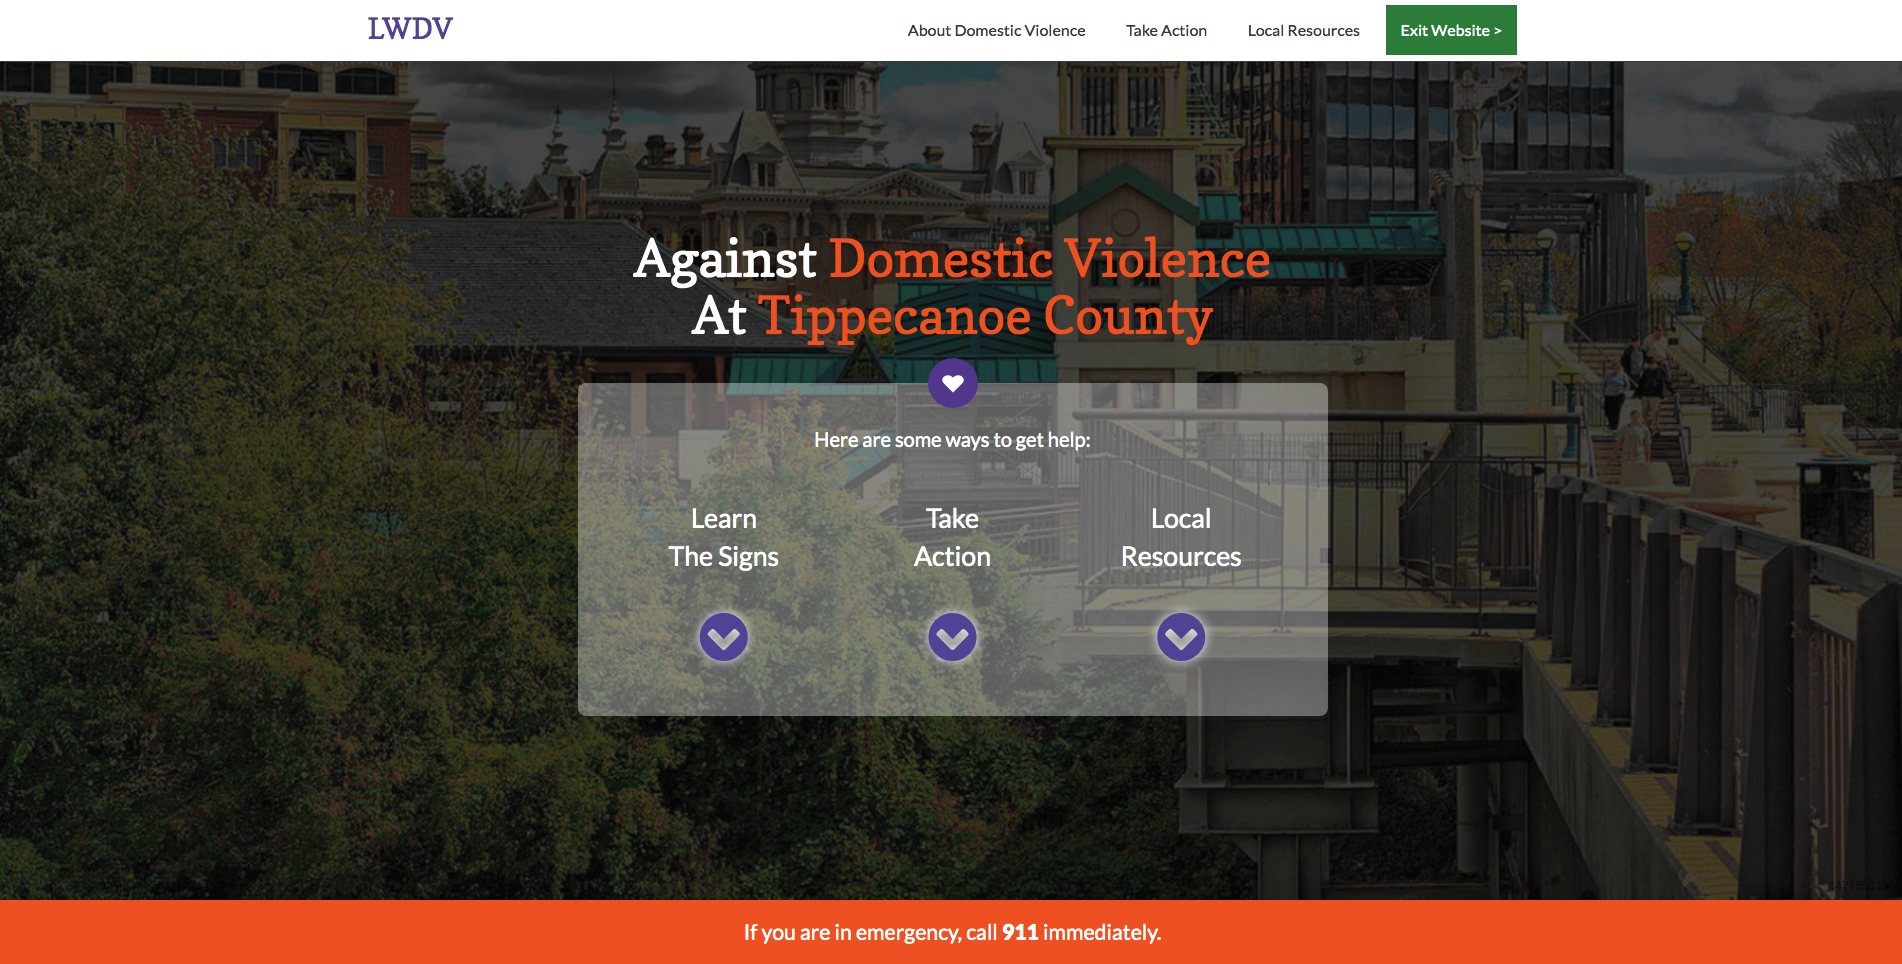 LWDV
About Domestic Violence
Take Action
Local Resources
Exit Website >
Against Domestic Violence
At Tippecanoe County
Here are some ways to get help:
Learn
The Signs
Take
Action
Local
Resources
If you are in emergency, call 911 immediately.